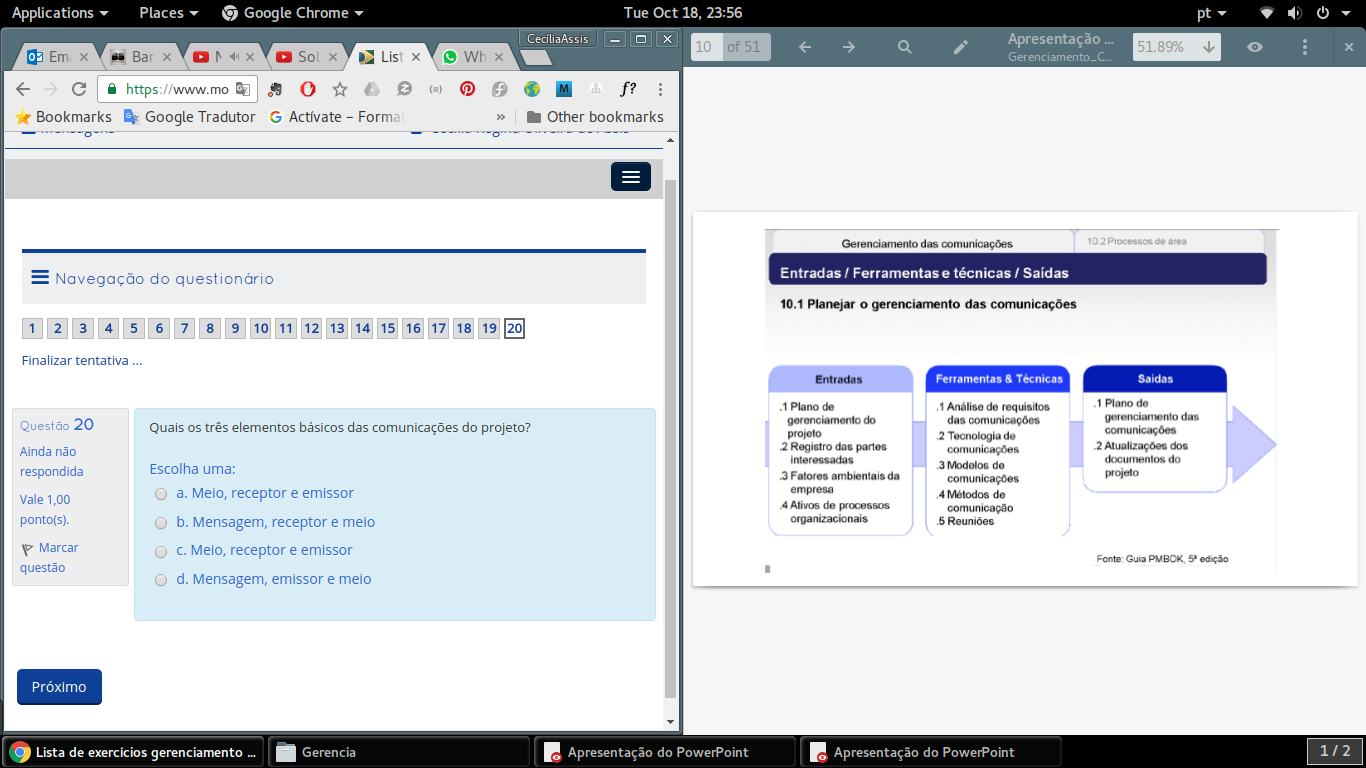 Applications Places Google Chrome Tue Oct 18, 23:56 pt
CecíliaAssis
Em Bar N Sol List Wh
https://www.mo
f?
Bookmarks Google Tradutor Actívate – Format » Other bookmarks
Mensagens Cecília Regina Oliveira de Assis
Navegação do questionário
1 2 3 4 5 6 7 8 9 10 11 12 13 14 15 16 17 18 19 20
Finalizar tentativa ...
Questão 20
Ainda não
respondida
Vale 1,00
ponto(s).
Marcar
questão
Quais os três elementos básicos das comunicações do projeto?
Escolha uma:
a. Meio, receptor e emissor
b. Mensagem, receptor e meio
c. Meio, receptor e emissor
d. Mensagem, emissor e meio
Próximo
10 of 51
Apresentação ...
Gerenciamento_C...
51.89%
Gerenciamento das comunicações
10.2 Processos de área
Entradas / Ferramentas e técnicas / Saídas
10.1 Planejar o gerenciamento das comunicações
Entradas
.1 Plano de
gerenciamento do
projeto
.2 Registro das partes
interessadas
.3 Fatores ambientais da
empresa
.4 Ativos de processos
organizacionais
Ferramentas & Técnicas
.1 Análise de requisitos
das comunicações
.2 Tecnologia de
comunicações
.3 Modelos de
comunicações
.4 Métodos de
comunicação
.5 Reuniões
Saídas
.1 Plano de
gerenciamento das
comunicações
.2 Atualizações dos
documentos do
projeto
Fonte: Guia PMBOK, 5ª edição
Lista de exercícios gerenciamento ... Gerencia Apresentação do PowerPoint Apresentação do PowerPoint 1 / 2